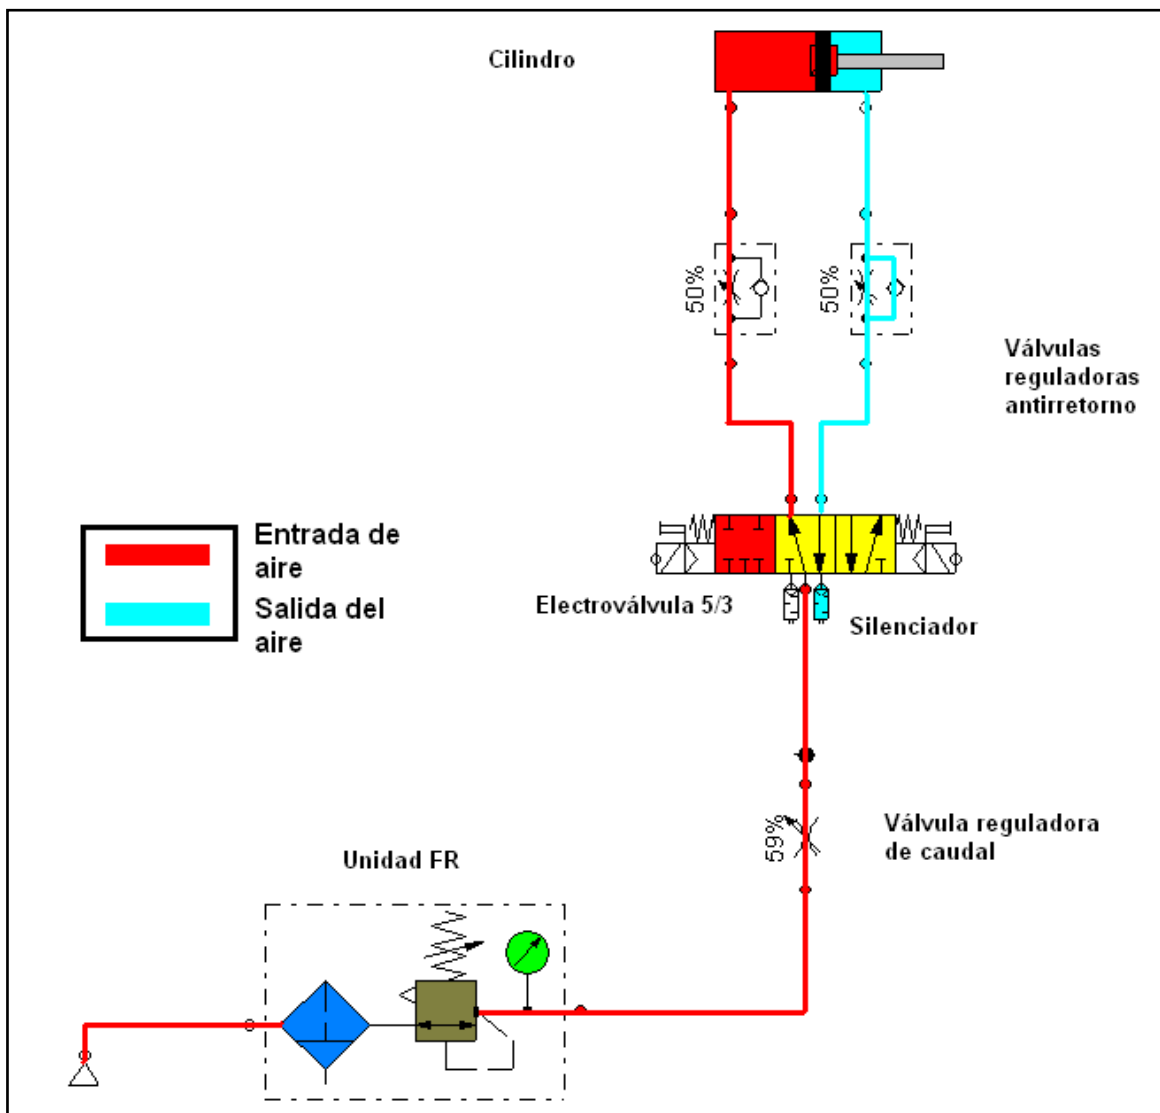 Cilindro
50%
50%
Válvulas
reguladoras
antirretorno
Entrada de
aire
Salida del
aire
Electroválvula 5/3
Silenciador
59%
Válvula reguladora
de caudal
Unidad FR